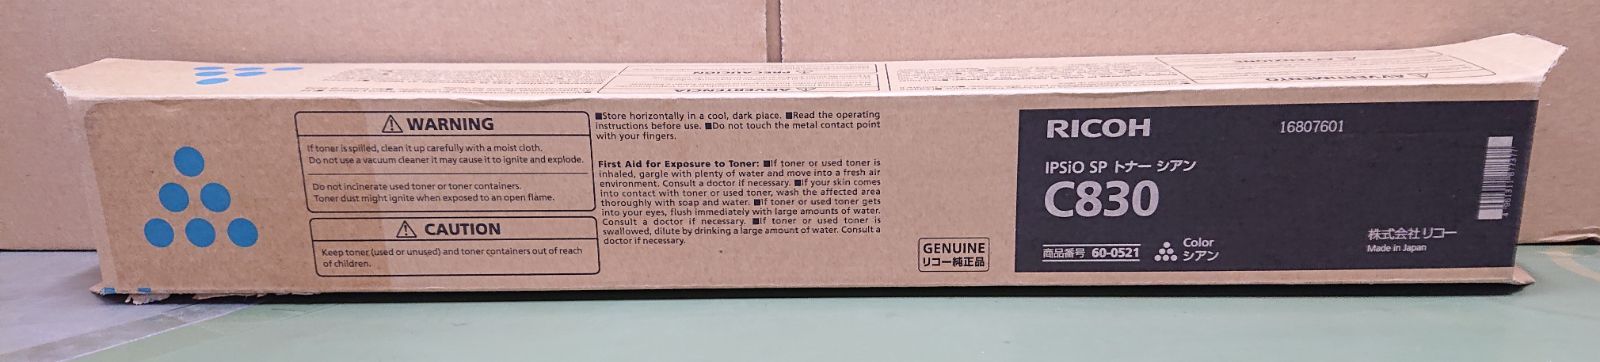 PRECAUCIÓN
ADVERTENCIA
ATTENZIONE
AVVERTIMENTO
WARNING
If toner is spilled, clean it up carefully with a moist cloth.
Do not use a vacuum cleaner it may cause it to ignite and explode.
Do not incinerate used toner or toner containers.
Toner dust might ignite when exposed to an open flame.
CAUTION
Keep toner (used or unused) and toner containers out of reach
of children.
■Store horizontally in a cool, dark place. ■Read the operating
instructions before use. ■Do not touch the metal contact point
with your fingers.
First Aid for Exposure to Toner: ■If toner or used toner is
inhaled, gargle with plenty of water and move into a fresh air
environment. Consult a doctor if necessary. ■If your skin comes
into contact with toner or used toner, wash the affected area
thoroughly with soap and water. ■If toner or used toner gets
into your eyes, flush immediately with large amounts of water.
Consult a doctor if necessary. ■If toner or used toner is
swallowed, dilute by drinking a large amount of water. Consult a
doctor if necessary.
GENUINE
リコー純正品
RICOH
16807601
IPSiO SP トナー シアン
C830
商品番号 60-0521
Color
シアン
株式会社 リコー
Made in Japan